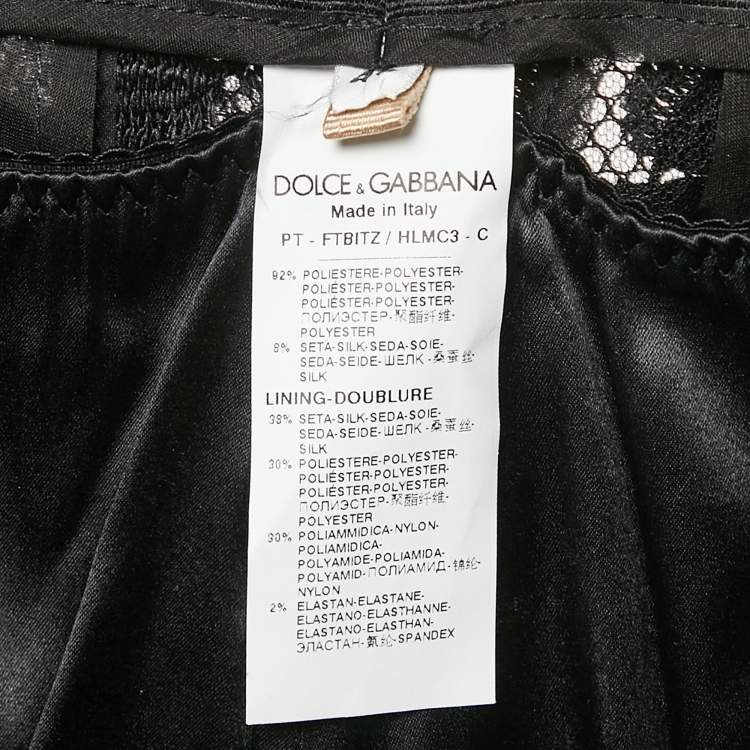 DOLCE & GABBANA
Made in Italy
PT - FTBITZ / HLMC3 - C
92% POLIESTERE-POLYESTER-
POLIÉSTER-POLYESTER-
POLIÉSTER-POLYESTER-
ПОЛИЭСТЕР-聚酯纤维-
POLYESTER
8% SETA-SILK-SEDA-SOIE-
SEDA-SEIDE-ШЕЛК-桑蚕丝-
SILK
LINING-DOUBLURE
38% SETA-SILK-SEDA-SOIE-
SEDA-SEIDE-ШЕЛК-桑蚕丝-
SILK
30% POLIESTERE-POLYESTER-
POLIÉSTER-POLYESTER-
POLIÉSTER-POLYESTER-
ПОЛИЭСТЕР-聚酯纤维-
POLYESTER
30% POLIAMMIDICA-NYLON-
POLIAMIDICA-
POLYAMIDE-POLIAMIDA-
POLYAMID-ПОЛИАМИД-锦纶-
NYLON
2% ELASTAN-ELASTANE-
ELASTANO-ELASTHANNE-
ELASTANO-ELASTHAN-
ЭЛАСТАН-氨纶-SPANDEX